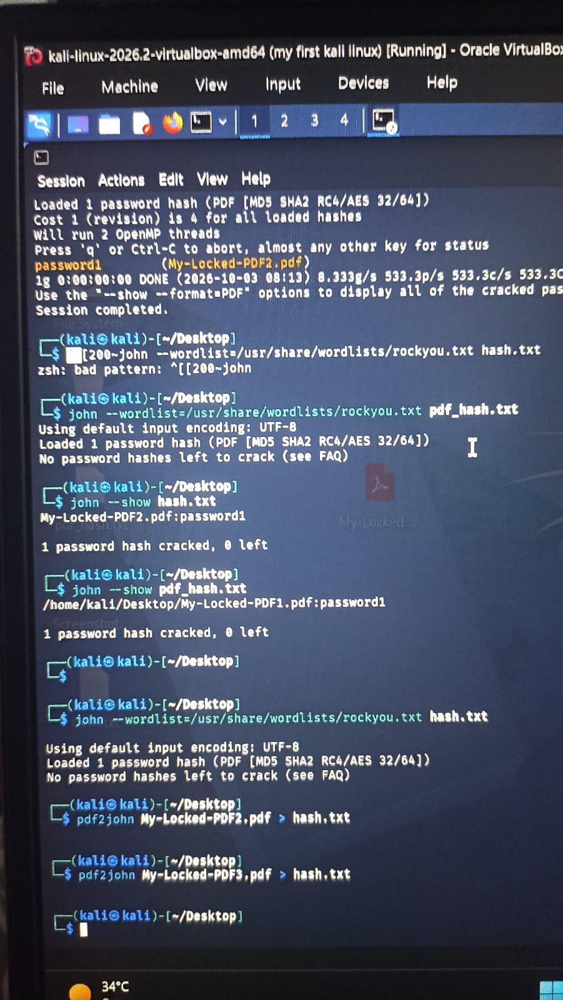 kali-linux-2026.2-virtualbox-amd64 (my first kali linux) [Running] - Oracle VirtualBox
File Machine View Input Devices Help
1 2 3 4
Session Actions Edit View Help
Loaded 1 password hash (PDF [MD5 SHA2 RC4/AES 32/64])
Cost 1 (revision) is 4 for all loaded hashes
Will run 2 OpenMP threads
Press 'q' or Ctrl-C to abort, almost any other key for status
password1 (My-Locked-PDF2.pdf)
1g 0:00:00:00 DONE (2026-10-03 08:13) 8.333g/s 533.3p/s 533.3c/s 533.3C
Use the "--show --format=PDF" options to display all of the cracked pas
Session completed.
File System
(kali㉿kali)-[~/Desktop]
$ [200~john --wordlist=/usr/share/wordlists/rockyou.txt hash.txt
zsh: bad pattern: ^[[200~john
(kali㉿kali)-[~/Desktop]
$ john --wordlist=/usr/share/wordlists/rockyou.txt pdf_hash.txt
Using default input encoding: UTF-8
Loaded 1 password hash (PDF [MD5 SHA2 RC4/AES 32/64])
No password hashes left to crack (see FAQ)
(kali㉿kali)-[~/Desktop]
$ john --show hash.txt
My-Locked-PDF2.pdf:password1
pdf_hash.txt
My-Locked...
1 password hash cracked, 0 left
(kali㉿kali)-[~/Desktop]
$ john --show pdf_hash.txt
/home/kali/Desktop/My-Locked-PDF1.pdf:password1
Screenshot
1 password hash cracked, 0 left
(kali㉿kali)-[~/Desktop]
$
(kali㉿kali)-[~/Desktop]
$ john --wordlist=/usr/share/wordlists/rockyou.txt hash.txt
Using default input encoding: UTF-8
Loaded 1 password hash (PDF [MD5 SHA2 RC4/AES 32/64])
No password hashes left to crack (see FAQ)
(kali㉿kali)-[~/Desktop]
$ pdf2john My-Locked-PDF2.pdf > hash.txt
(kali㉿kali)-[~/Desktop]
$ pdf2john My-Locked-PDF3.pdf > hash.txt
(kali㉿kali)-[~/Desktop]
$
34°C